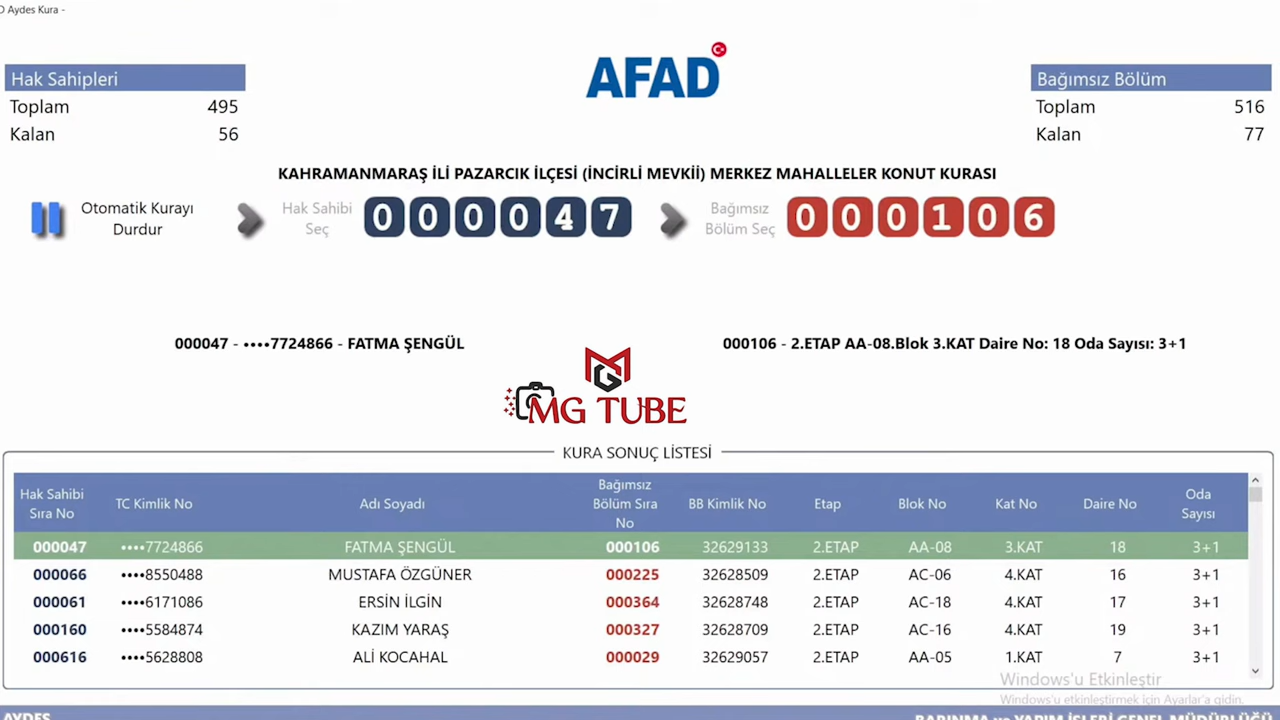 D Aydes Kura -
Hak Sahipleri
Toplam 495
Kalan 56
AFAD
Bağımsız Bölüm
Toplam 516
Kalan 77
KAHRAMANMARAŞ İLİ PAZARCIK İLÇESİ (İNCİRLİ MEVKİİ) MERKEZ MAHALLELER KONUT KURASI
Otomatik Kurayı
Durdur
Hak Sahibi
Seç
000047
Bağımsız
Bölüm Seç
000106
000047 - ••••7724866 - FATMA ŞENGÜL
000106 - 2.ETAP AA-08.Blok 3.KAT Daire No: 18 Oda Sayısı: 3+1
MG TUBE
KURA SONUÇ LİSTESİ
Hak Sahibi Sıra No TC Kimlik No Adı Soyadı Bağımsız Bölüm Sıra No BB Kimlik No Etap Blok No Kat No Daire No Oda Sayısı
000047 ••••7724866 FATMA ŞENGÜL 000106 32629133 2.ETAP AA-08 3.KAT 18 3+1
000066 ••••8550488 MUSTAFA ÖZGÜNER 000225 32628509 2.ETAP AC-06 4.KAT 16 3+1
000061 ••••6171086 ERSİN İLGİN 000364 32628748 2.ETAP AC-18 4.KAT 17 3+1
000160 ••••5584874 KAZIM YARAŞ 000327 32628709 2.ETAP AC-16 4.KAT 19 3+1
000616 ••••5628808 ALİ KOCAHAL 000029 32629057 2.ETAP AA-05 1.KAT 7 3+1
Windows'u Etkinleştir
Windows'u etkinleştirmek için Ayarlar'a gidin.
AYDES
BARINMA ve YAPIM İŞLERİ GENEL MÜDÜRLÜĞÜ